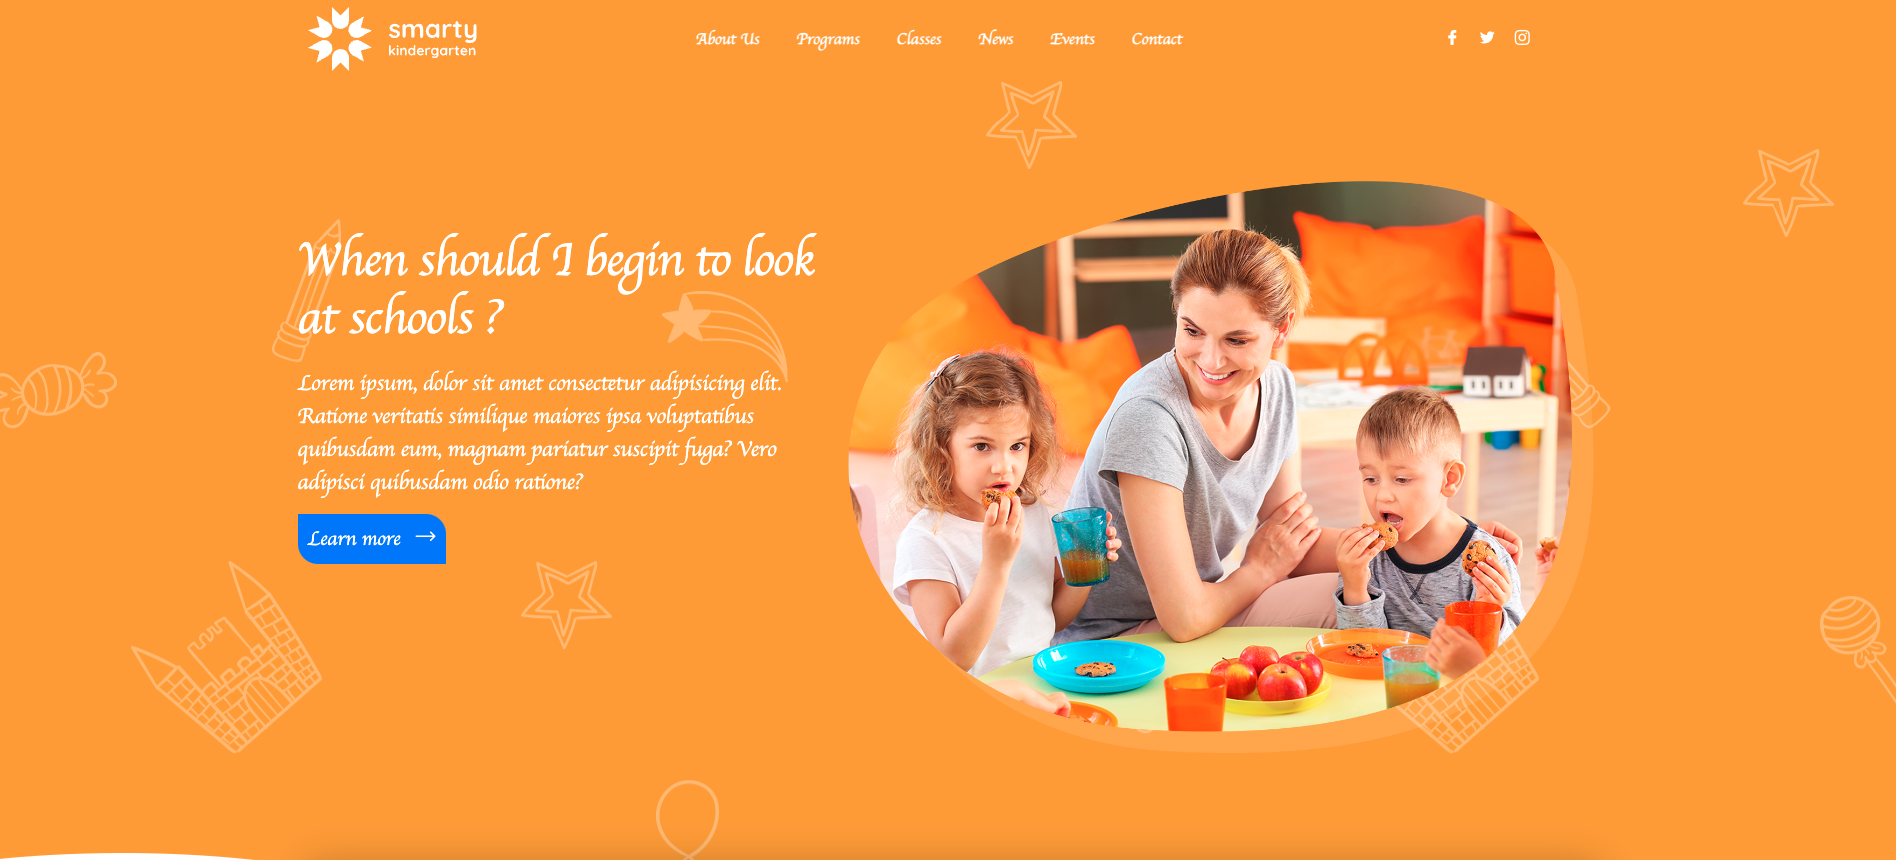 smarty
kindergarten
About Us Programs Classes News Events Contact
When should I begin to look
at schools ?
Lorem ipsum, dolor sit amet consectetur adipisicing elit.
Ratione veritatis similique maiores ipsa voluptatibus
quibusdam eum, magnam pariatur suscipit fuga? Vero
adipisci quibusdam odio ratione?
Learn more →